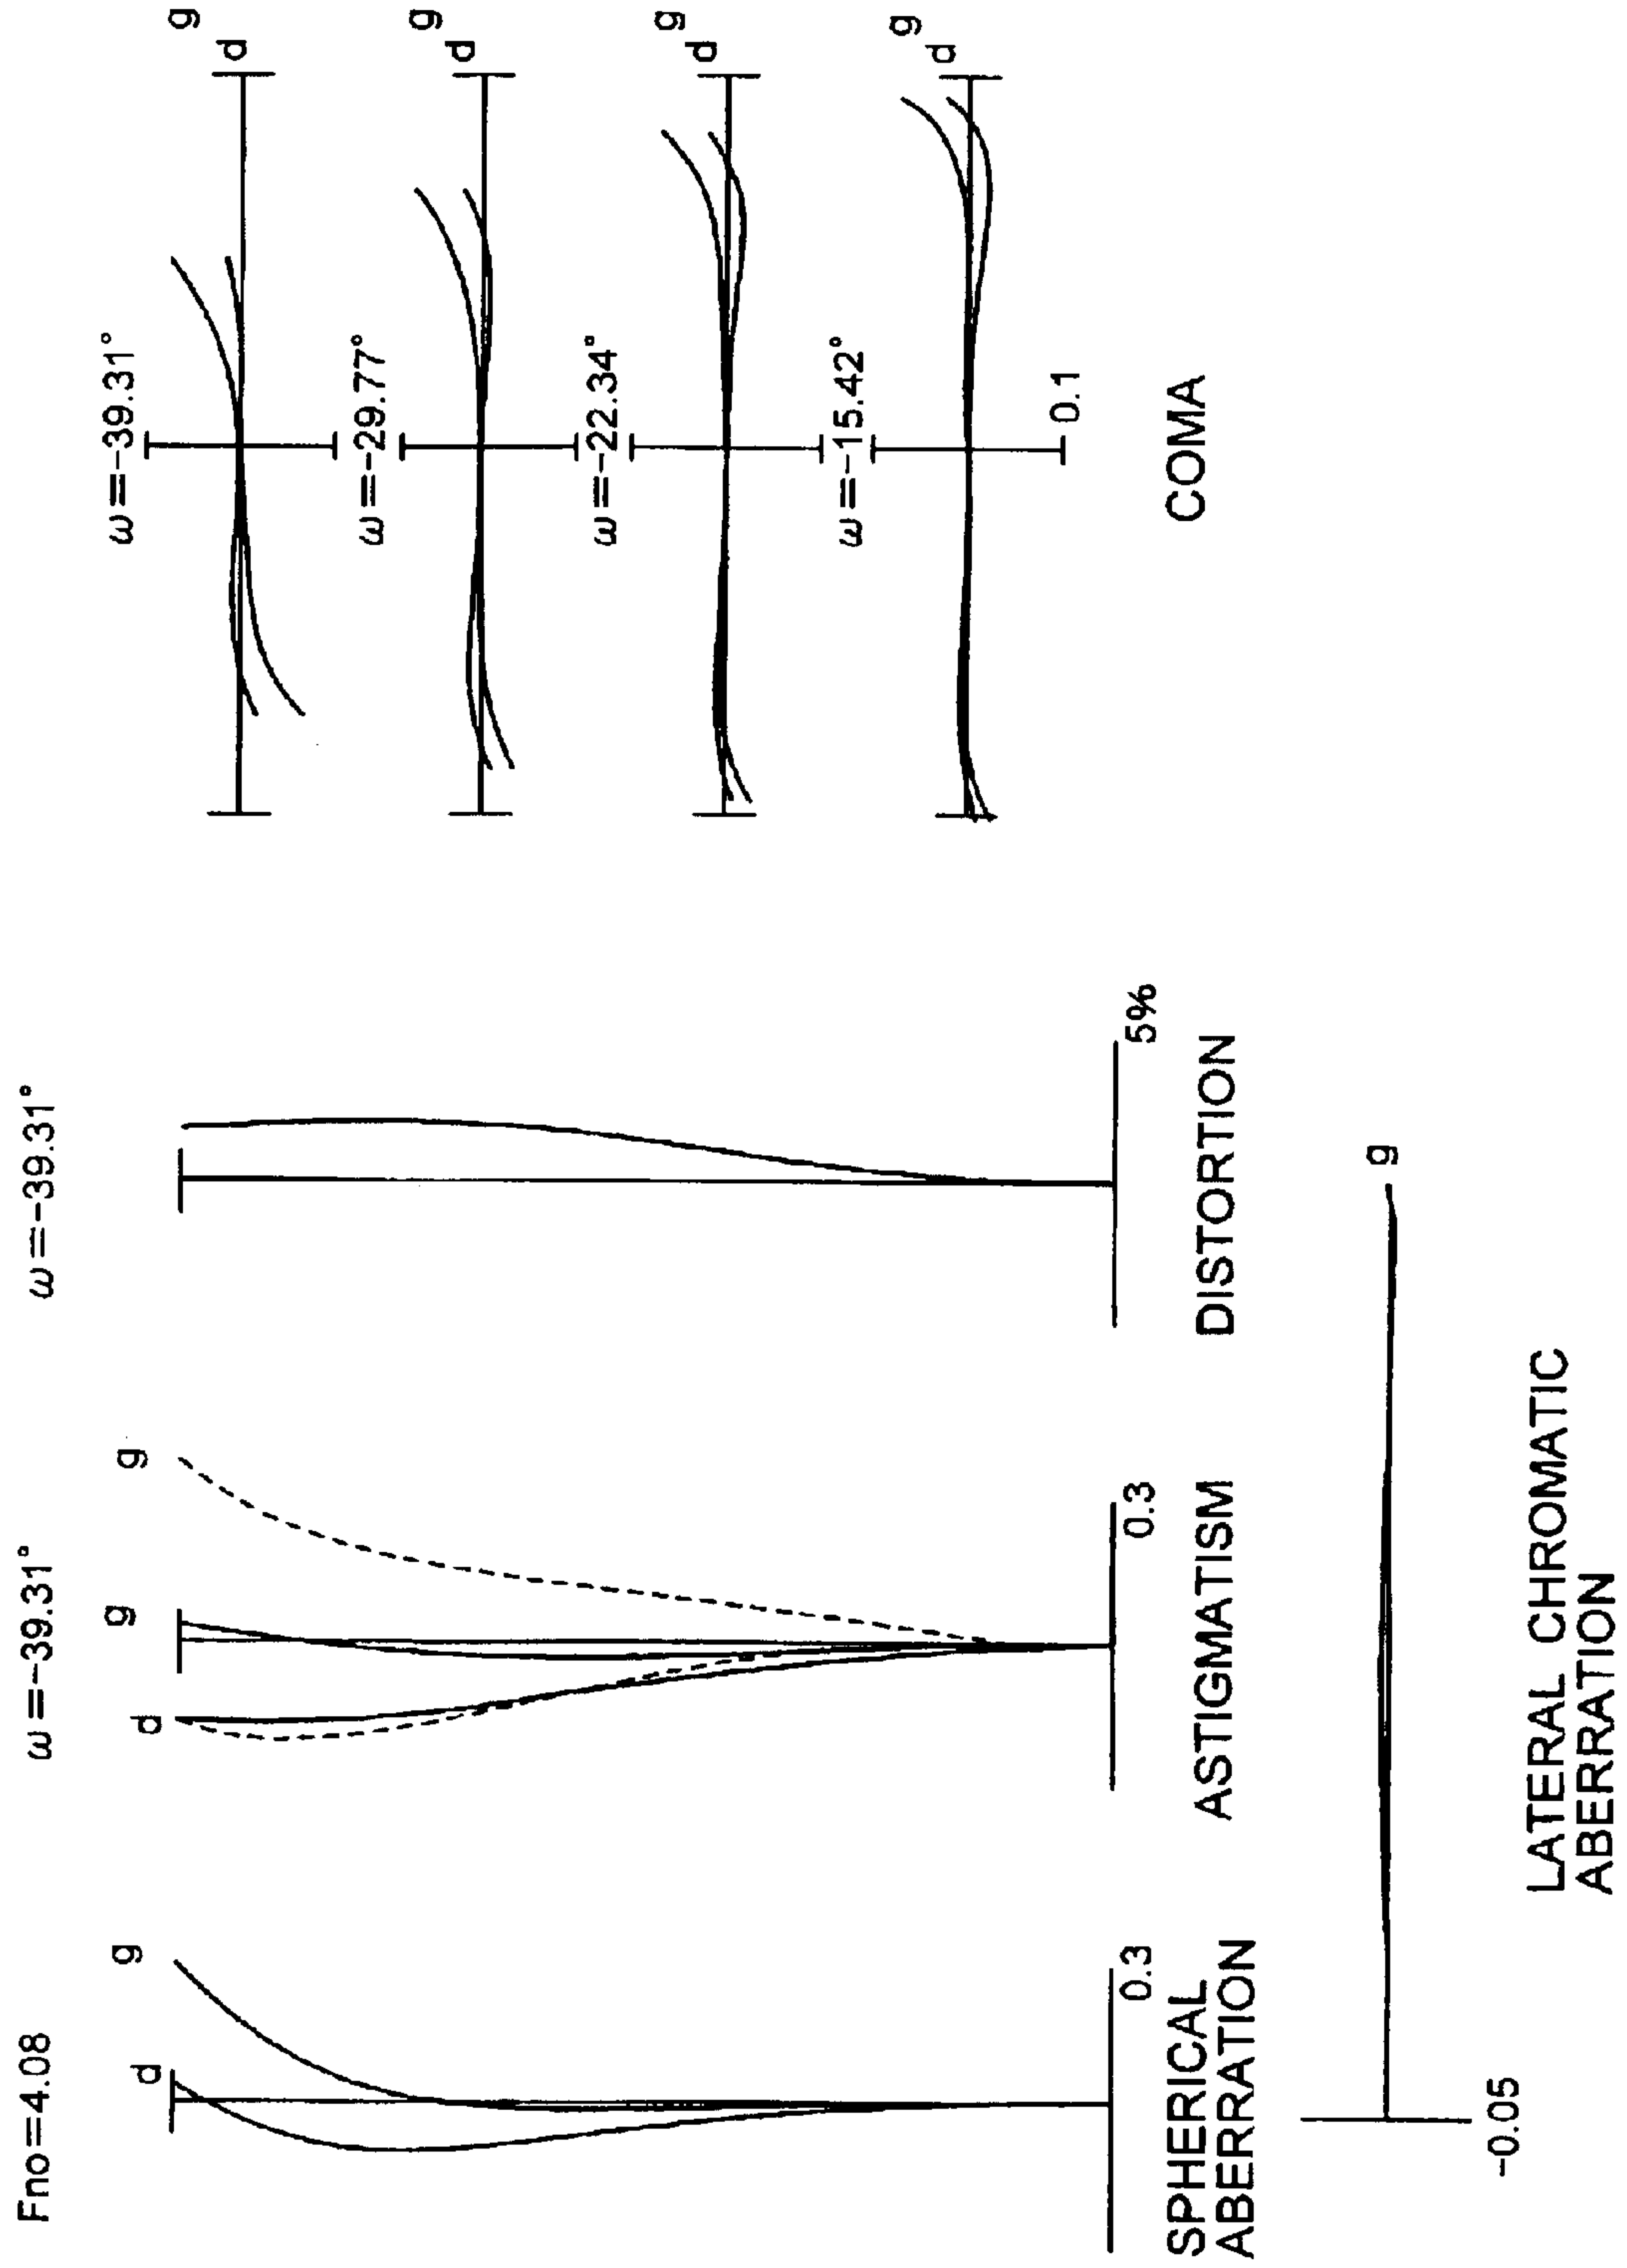 Fno=4.08
d
g
0.3
SPHERICAL
ABERRATION
ω=-39.31°
d
g
g
0.3
ASTIGMATISM
ω=-39.31°
5%
DISTORTION
ω=-39.31°
g
d
ω=-29.77°
g
d
ω=-22.34°
g
d
ω=-15.42°
g
d
0.1
COMA
g
-0.05
LATERAL CHROMATIC
ABERRATION